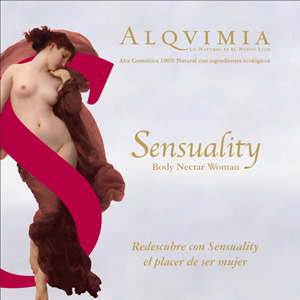 ALQVIMIA
LO NATURAL ES EL NUEVO LUJO
Alta Cosmética 100% Natural con ingredientes ecológicos
Sensuality
Body Nectar Woman
Redescubre con Sensuality
el placer de ser mujer